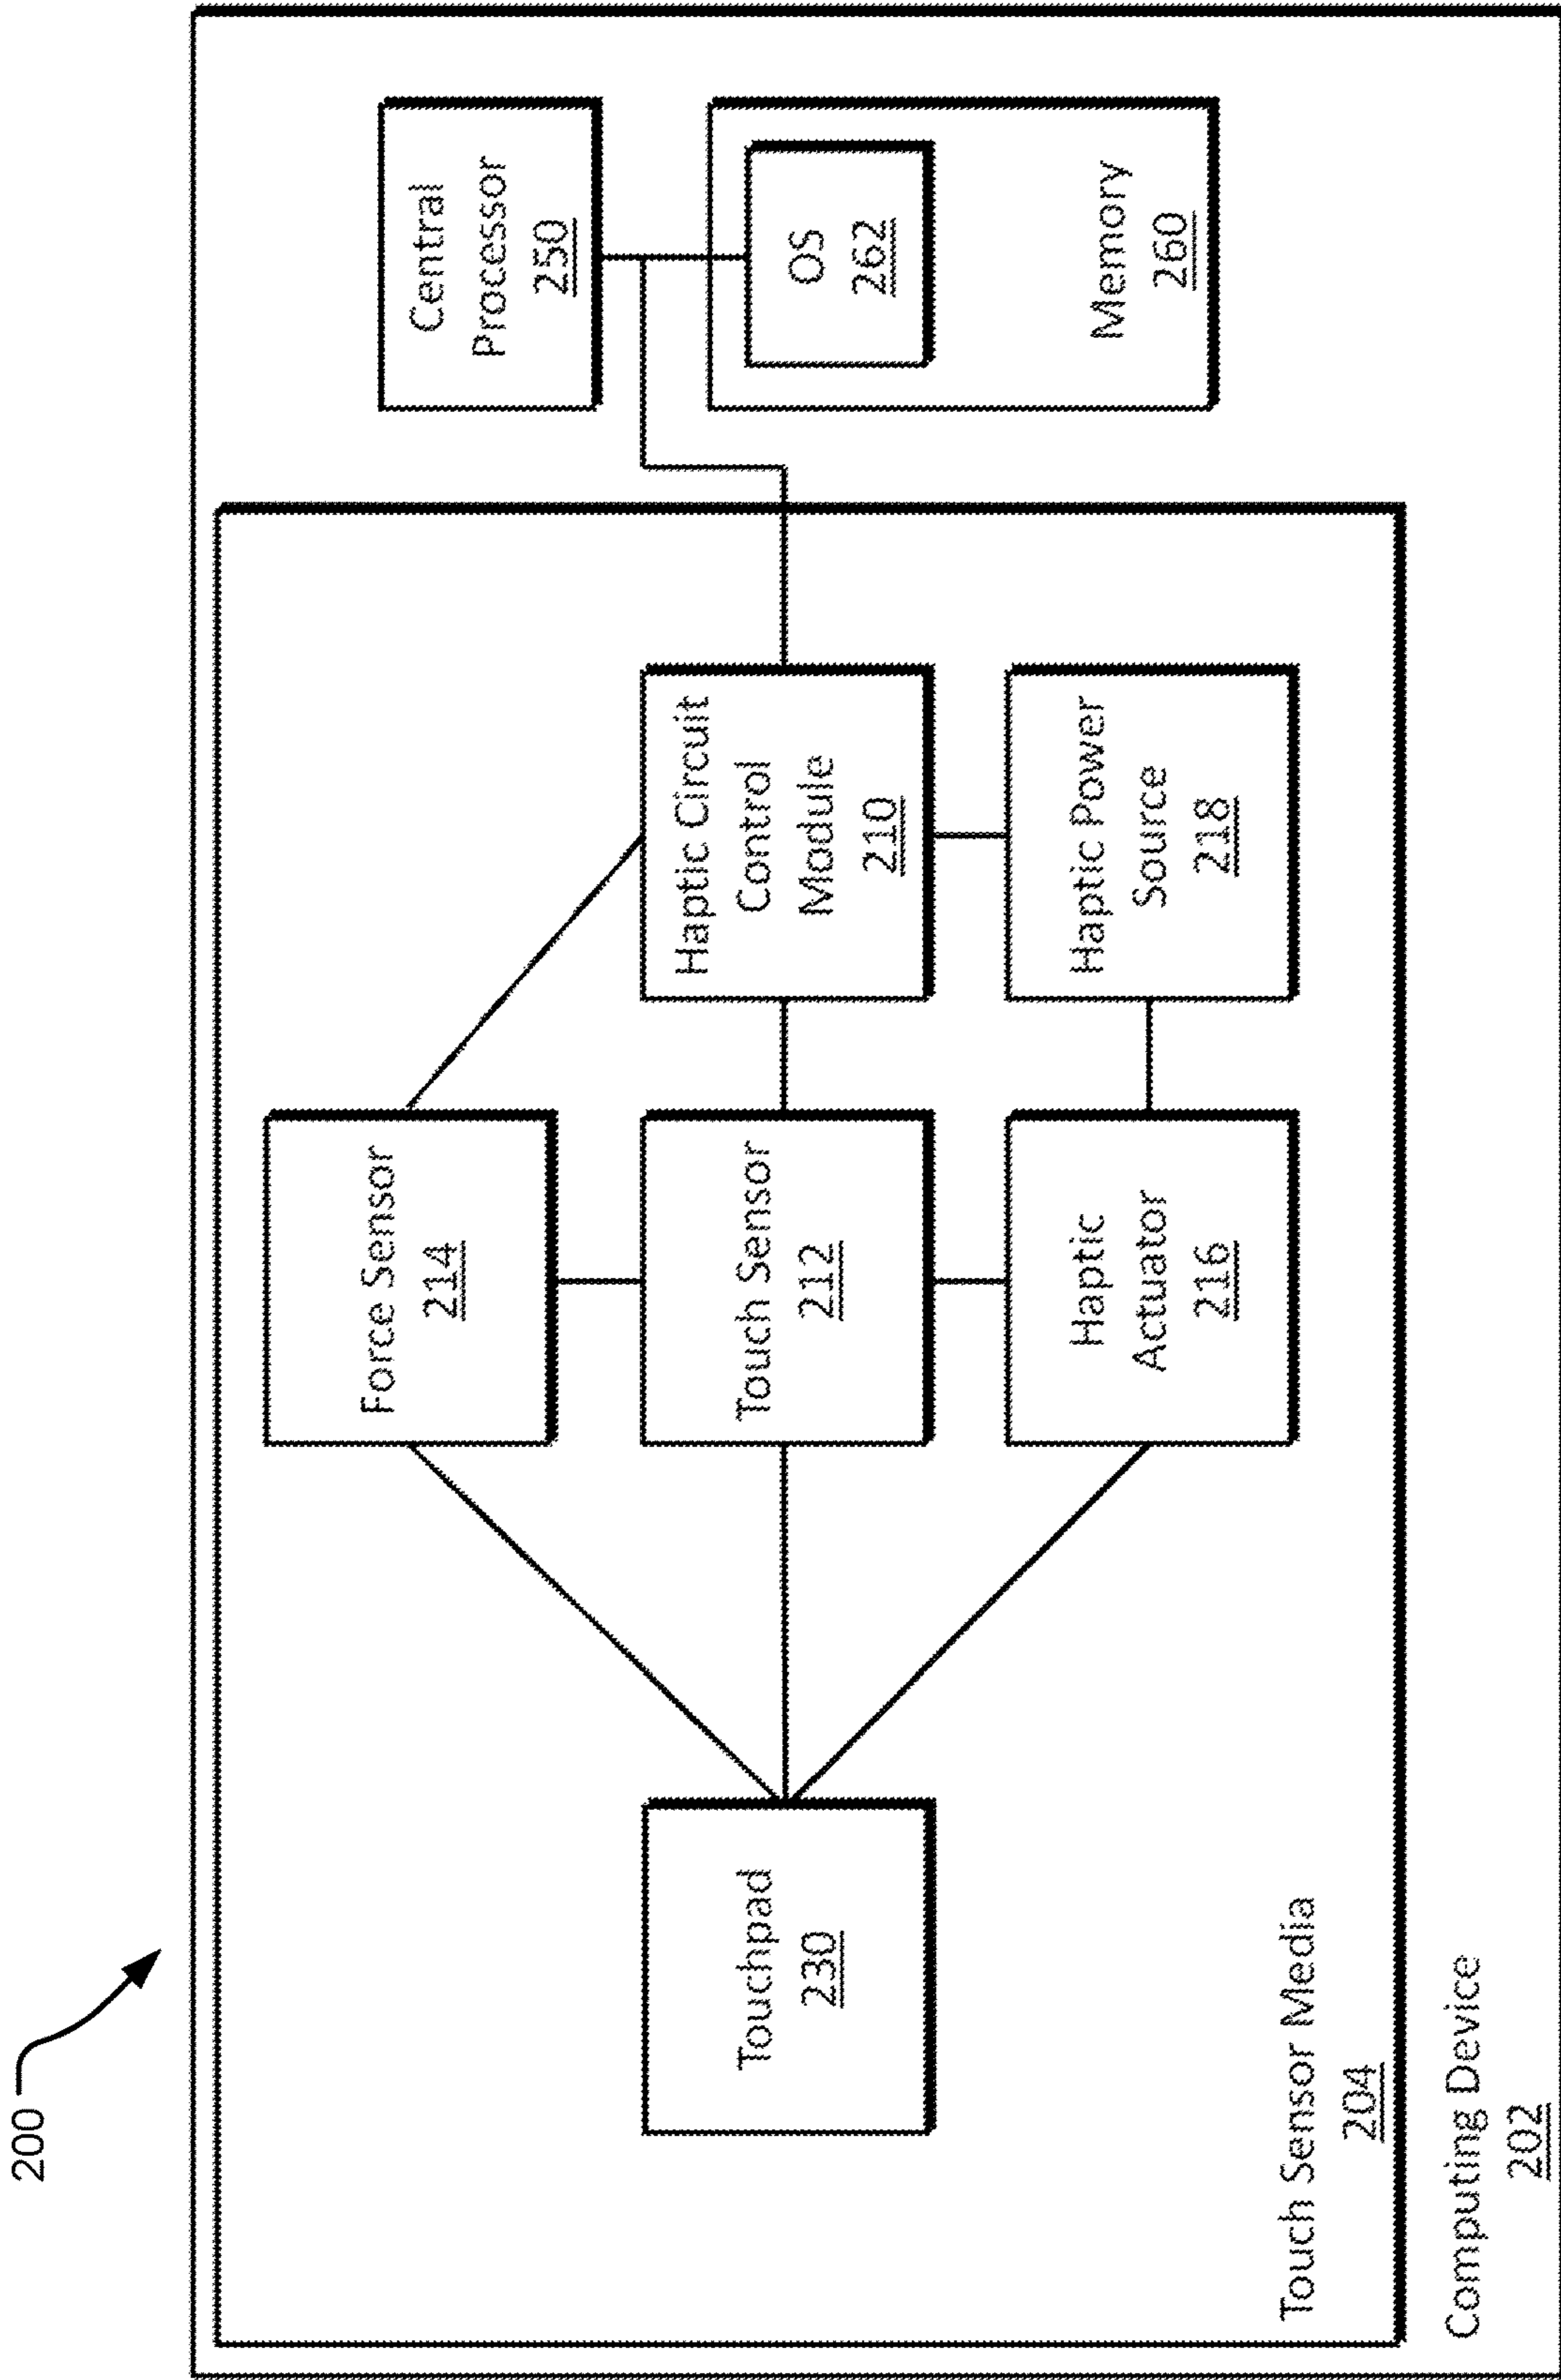 200
Force Sensor
214
Central
Processor
250
Touchpad
230
Touch Sensor
212
Haptic Circuit
Control
Module
210
OS
262
Haptic
Actuator
216
Haptic Power
Source
218
Memory
260
Touch Sensor Media
204
Computing Device
202